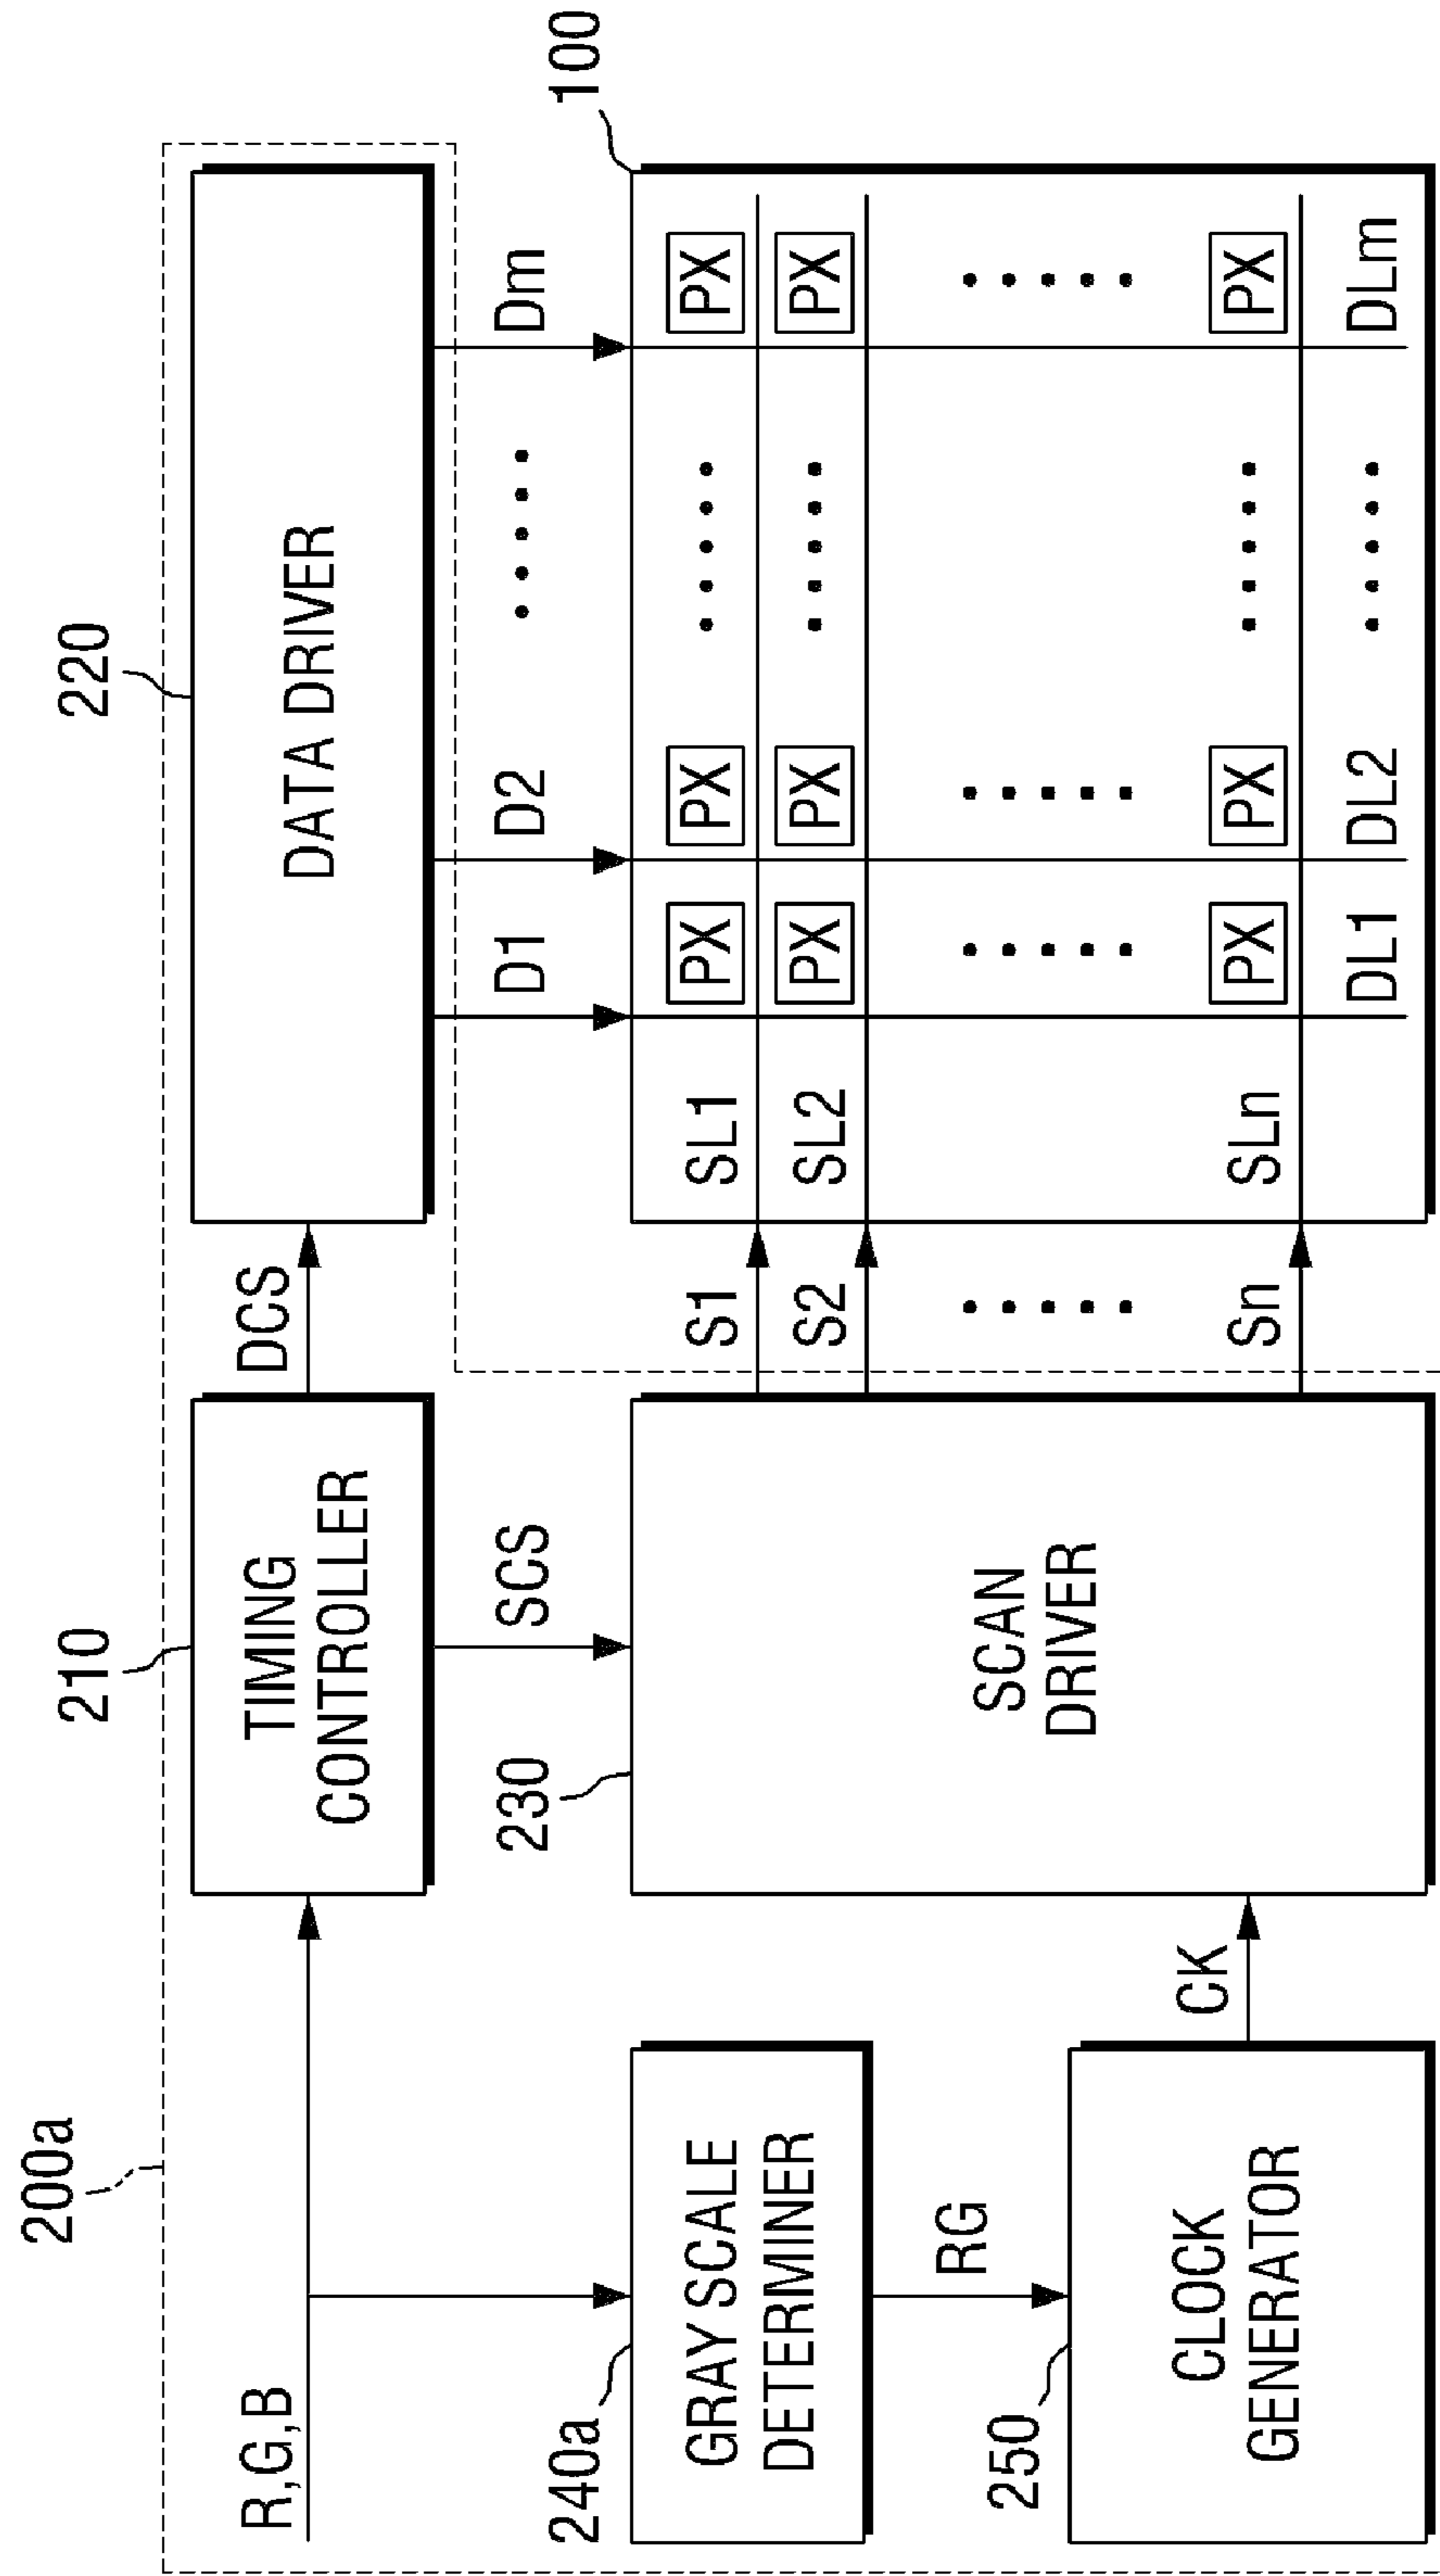 200a
210
220
R,G,B
TIMING
CONTROLLER
DCS
DATA DRIVER
240a
GRAY SCALE
DETERMINER
RG
250
CLOCK
GENERATOR
CK
230
SCS
SCAN
DRIVER
D1
D2
Dm
100
S1
S2
Sn
SL1
SL2
SLn
PX
PX
PX
PX
PX
PX
PX
PX
PX
DL1
DL2
DLm